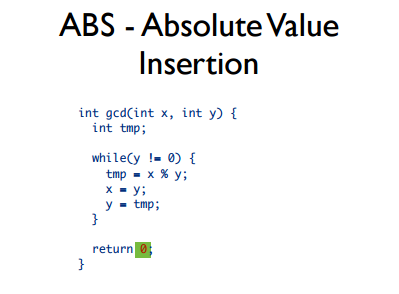 ABS - Absolute Value
Insertion
int gcd(int x, int y) {
int tmp;
while(y != 0) {
tmp = x % y;
x = y;
y = tmp;
}
return 0;
}